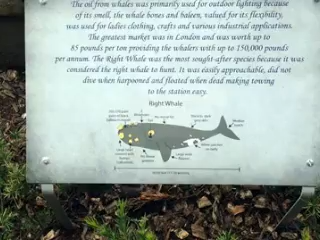 The oil from whales was primarily used for outdoor lighting because
of its smell, the whale bones and baleen, valued for its flexibility,
was used for ladies clothing, crafts and various industrial applications.
The greatest market was in London and was worth up to
85 pounds per ton providing the whalers with up to 150,000 pounds
per annum. The Right Whale was the most sought-after species because it was
considered the right whale to hunt. It was easily approachable, did not
dive when harpooned and floated when dead making towing
to the station easy.
Right Whale